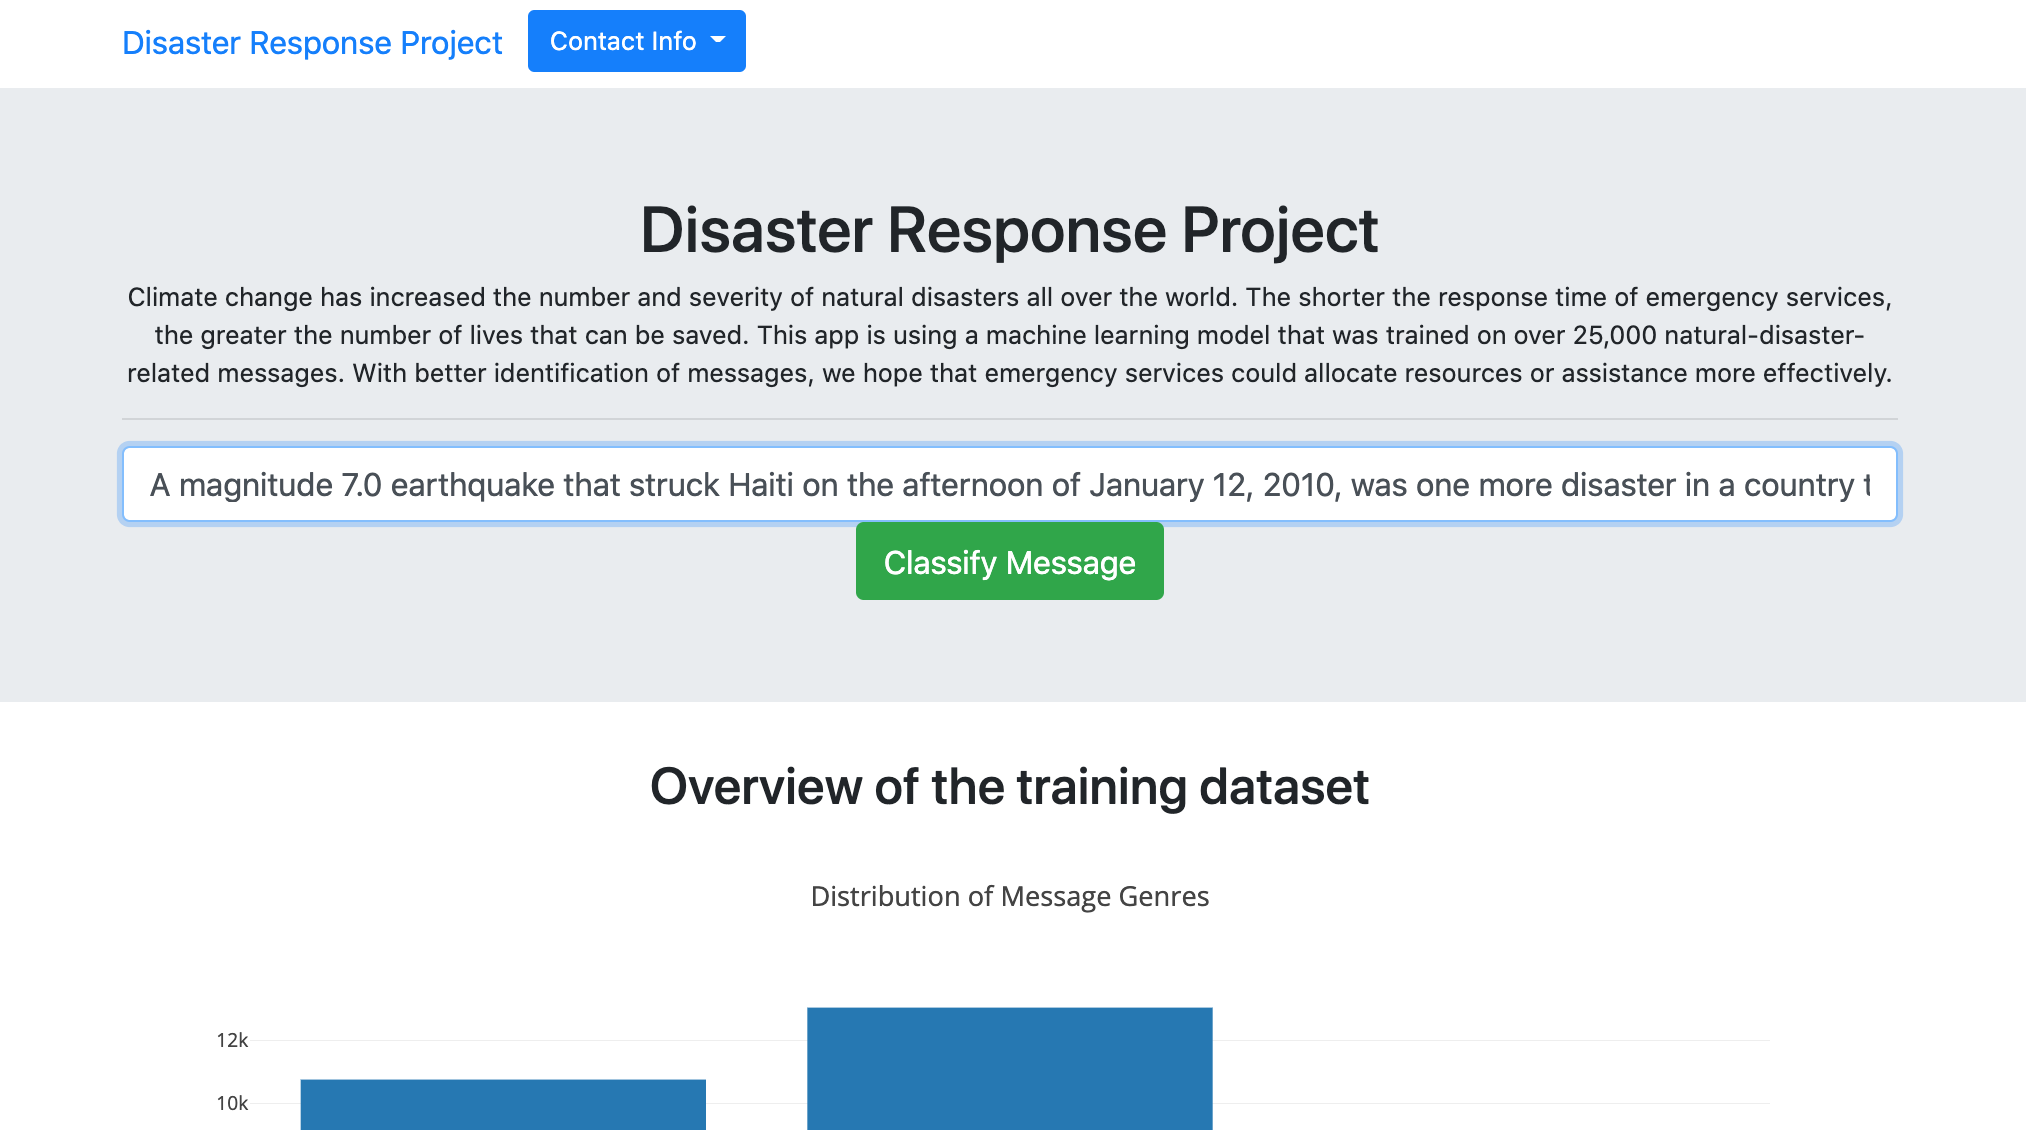 Disaster Response Project Contact Info
Disaster Response Project
Climate change has increased the number and severity of natural disasters all over the world. The shorter the response time of emergency services,
the greater the number of lives that can be saved. This app is using a machine learning model that was trained on over 25,000 natural-disaster-
related messages. With better identification of messages, we hope that emergency services could allocate resources or assistance more effectively.
A magnitude 7.0 earthquake that struck Haiti on the afternoon of January 12, 2010, was one more disaster in a country
Classify Message
Overview of the training dataset
Distribution of Message Genres
12k
10k